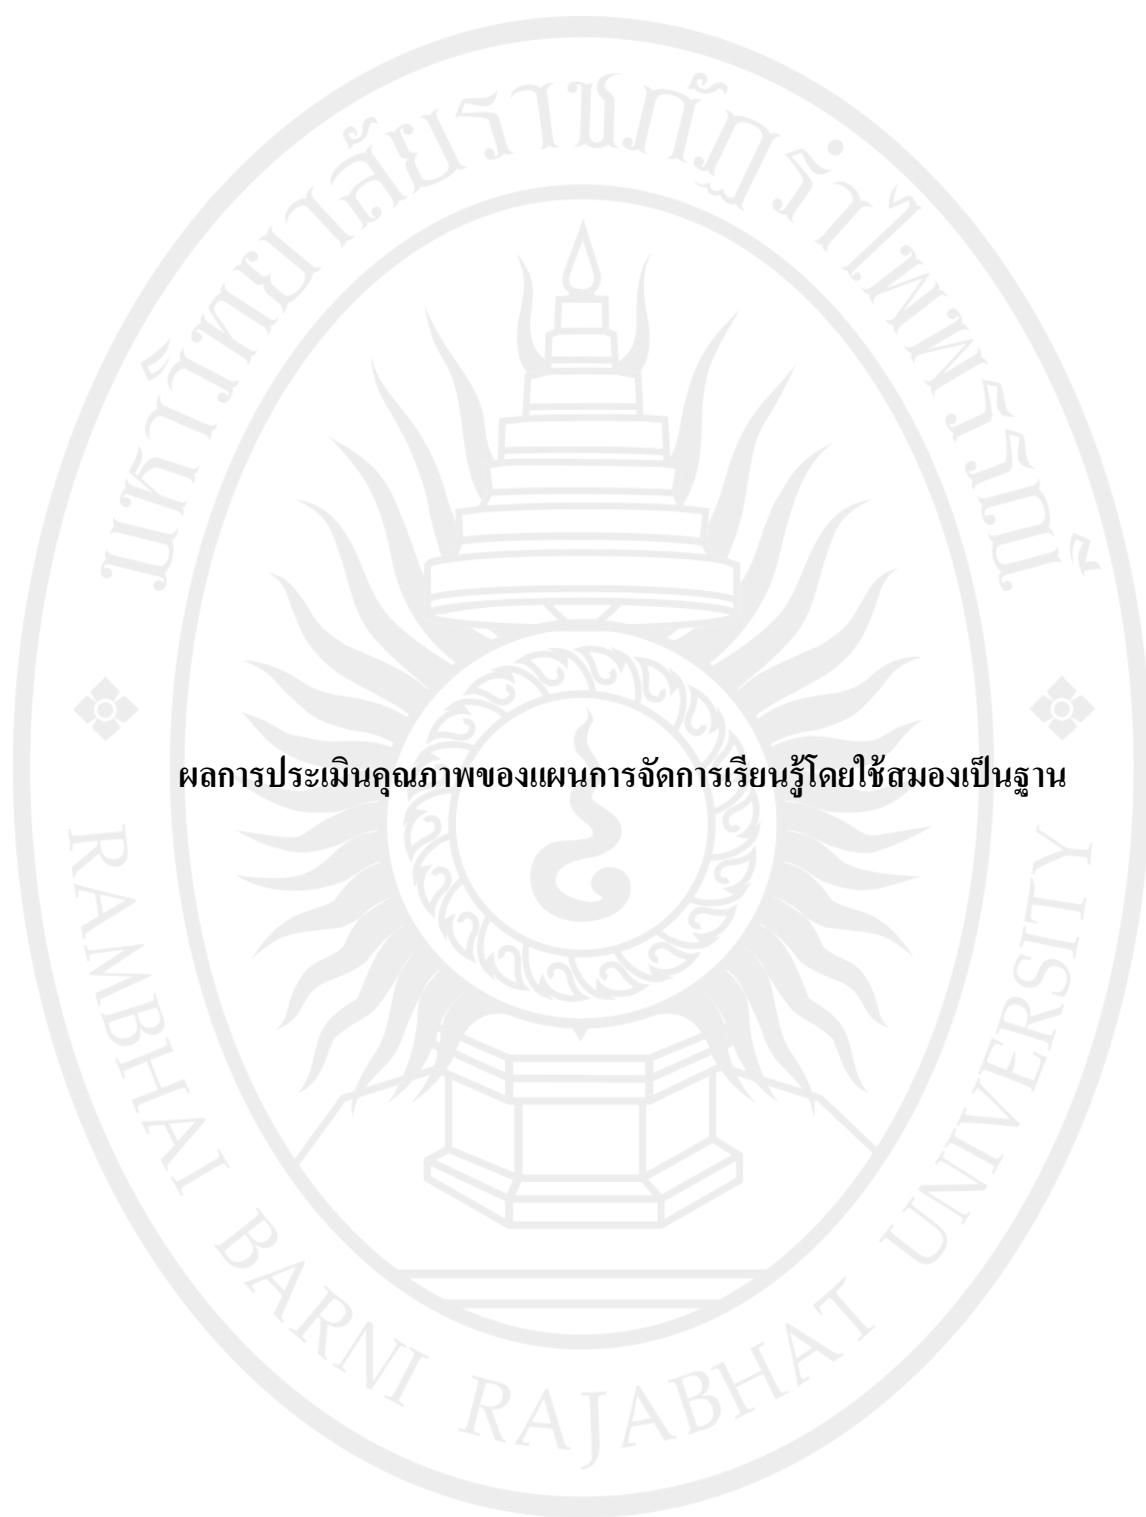 มหาวิทยาลัยราชภัฏรำไพพรรณี
ผลการประเมินคุณภาพของแผนการจัดการเรียนรู้โดยใช้สมองเป็นฐาน
RAMBHAI BARNI RAJABHAT UNIVERSITY